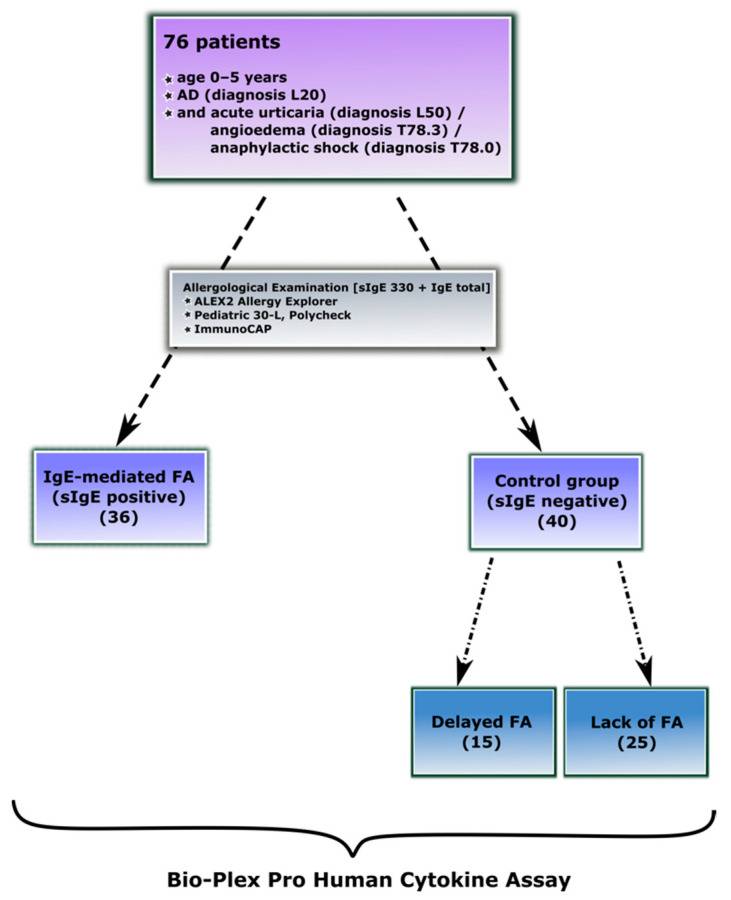 76 patients
age 0–5 years
AD (diagnosis L20)
and acute urticaria (diagnosis L50) /
angioedema (diagnosis T78.3) /
anaphylactic shock (diagnosis T78.0)
Allergological Examination [sIgE 330 + IgE total]
ALEX2 Allergy Explorer
Pediatric 30-L, Polycheck
ImmunoCAP
IgE-mediated FA
(sIgE positive)
(36)
Control group
(sIgE negative)
(40)
Delayed FA
(15)
Lack of FA
(25)
Bio-Plex Pro Human Cytokine Assay